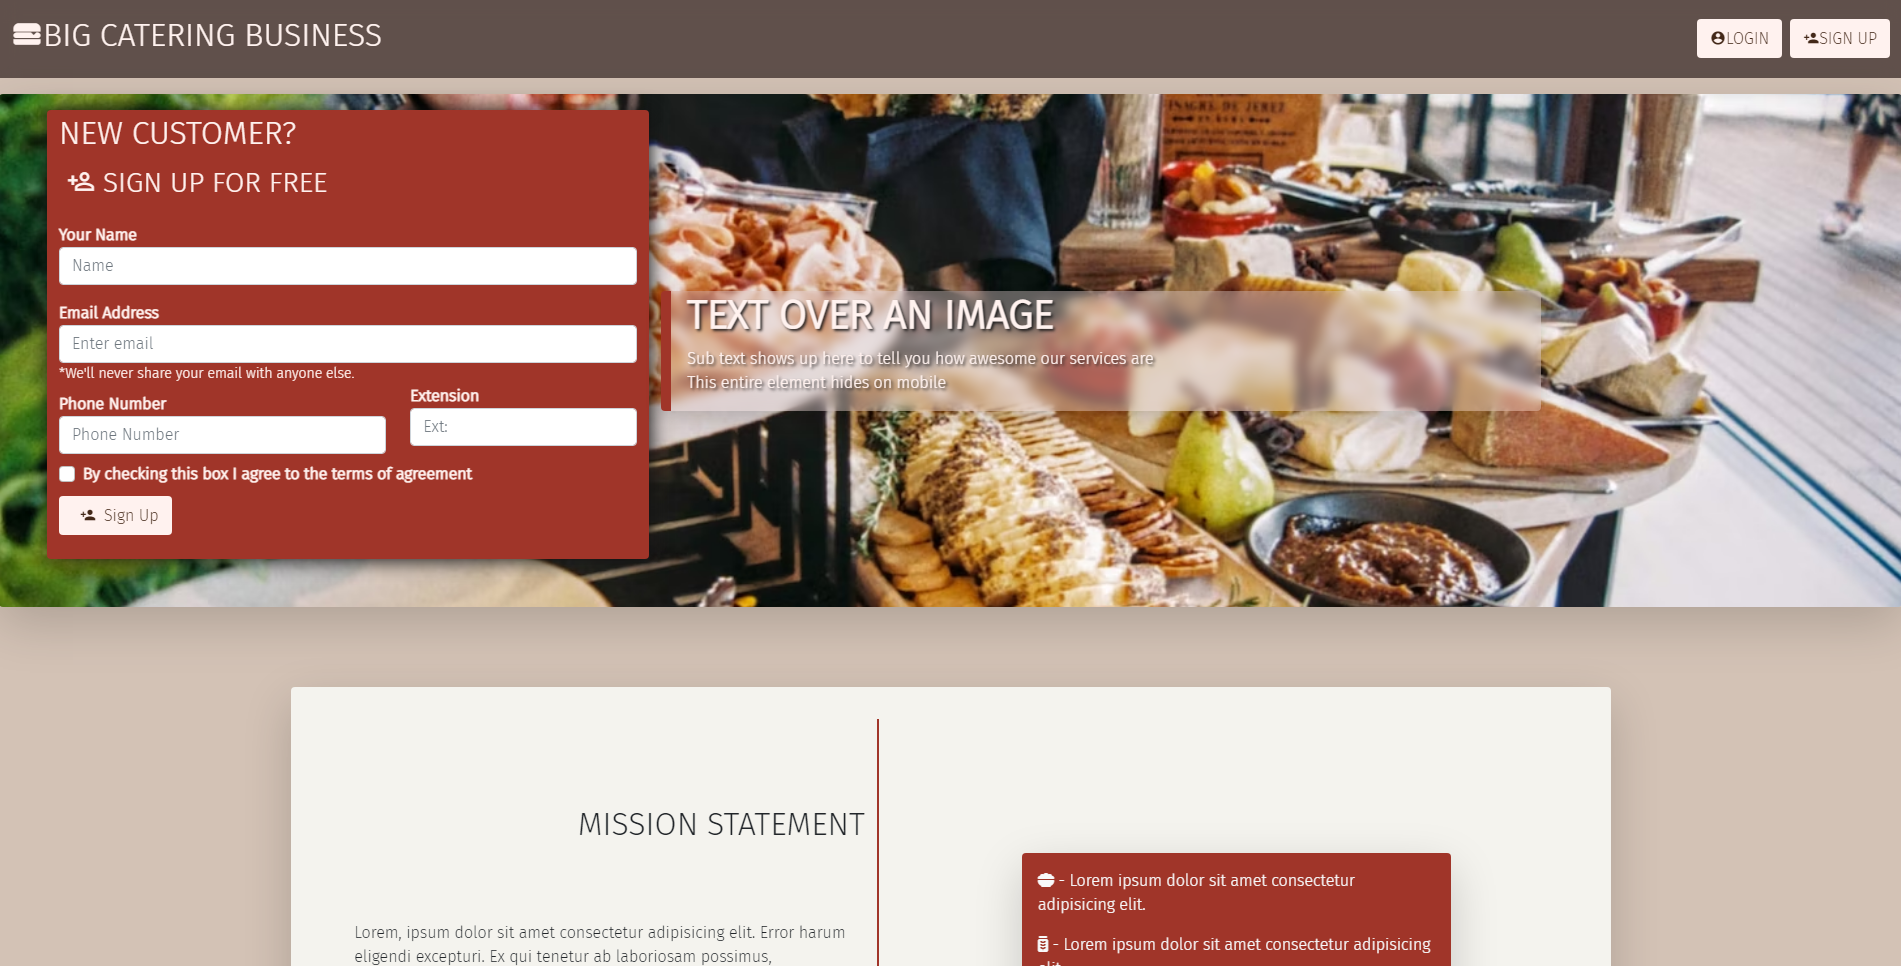 BIG CATERING BUSINESS
LOGIN
SIGN UP
NEW CUSTOMER?
SIGN UP FOR FREE
Your Name
Name
Email Address
Enter email
*We'll never share your email with anyone else.
Phone Number
Extension
Phone Number
Ext:
By checking this box I agree to the terms of agreement
Sign Up
INAGRE DE JEREZ
TEXT OVER AN IMAGE
Sub text shows up here to tell you how awesome our services are
This entire element hides on mobile
MISSION STATEMENT
Lorem, ipsum dolor sit amet consectetur adipisicing elit. Error harum
eligendi excepturi. Ex qui tenetur ab laboriosam possimus,
- Lorem ipsum dolor sit amet consectetur
adipisicing elit.
- Lorem ipsum dolor sit amet consectetur adipisicing
elit.